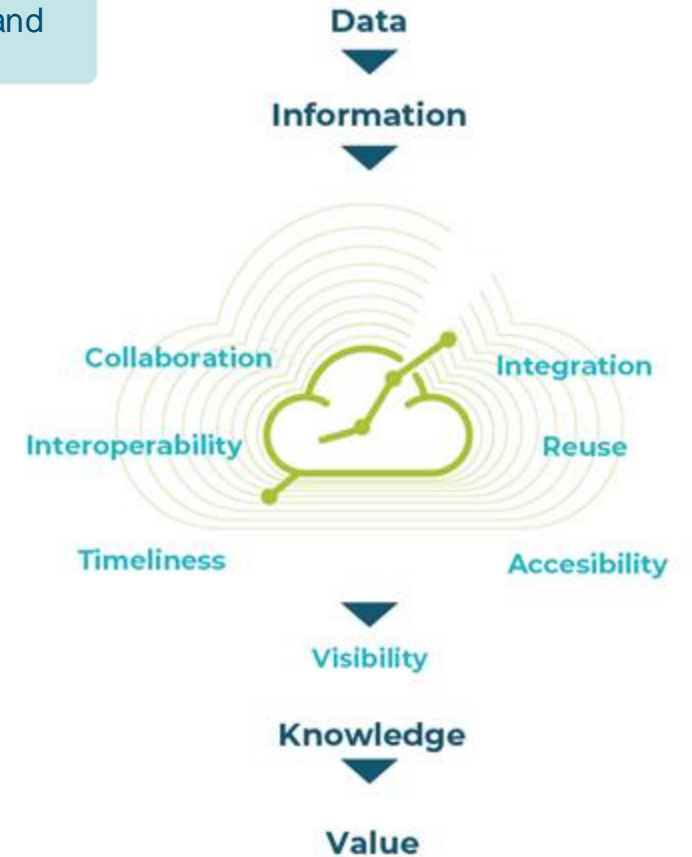 and
Data
Information
Collaboration
Integration
Interoperability
Reuse
Timeliness
Accesibility
Visibility
Knowledge
Value